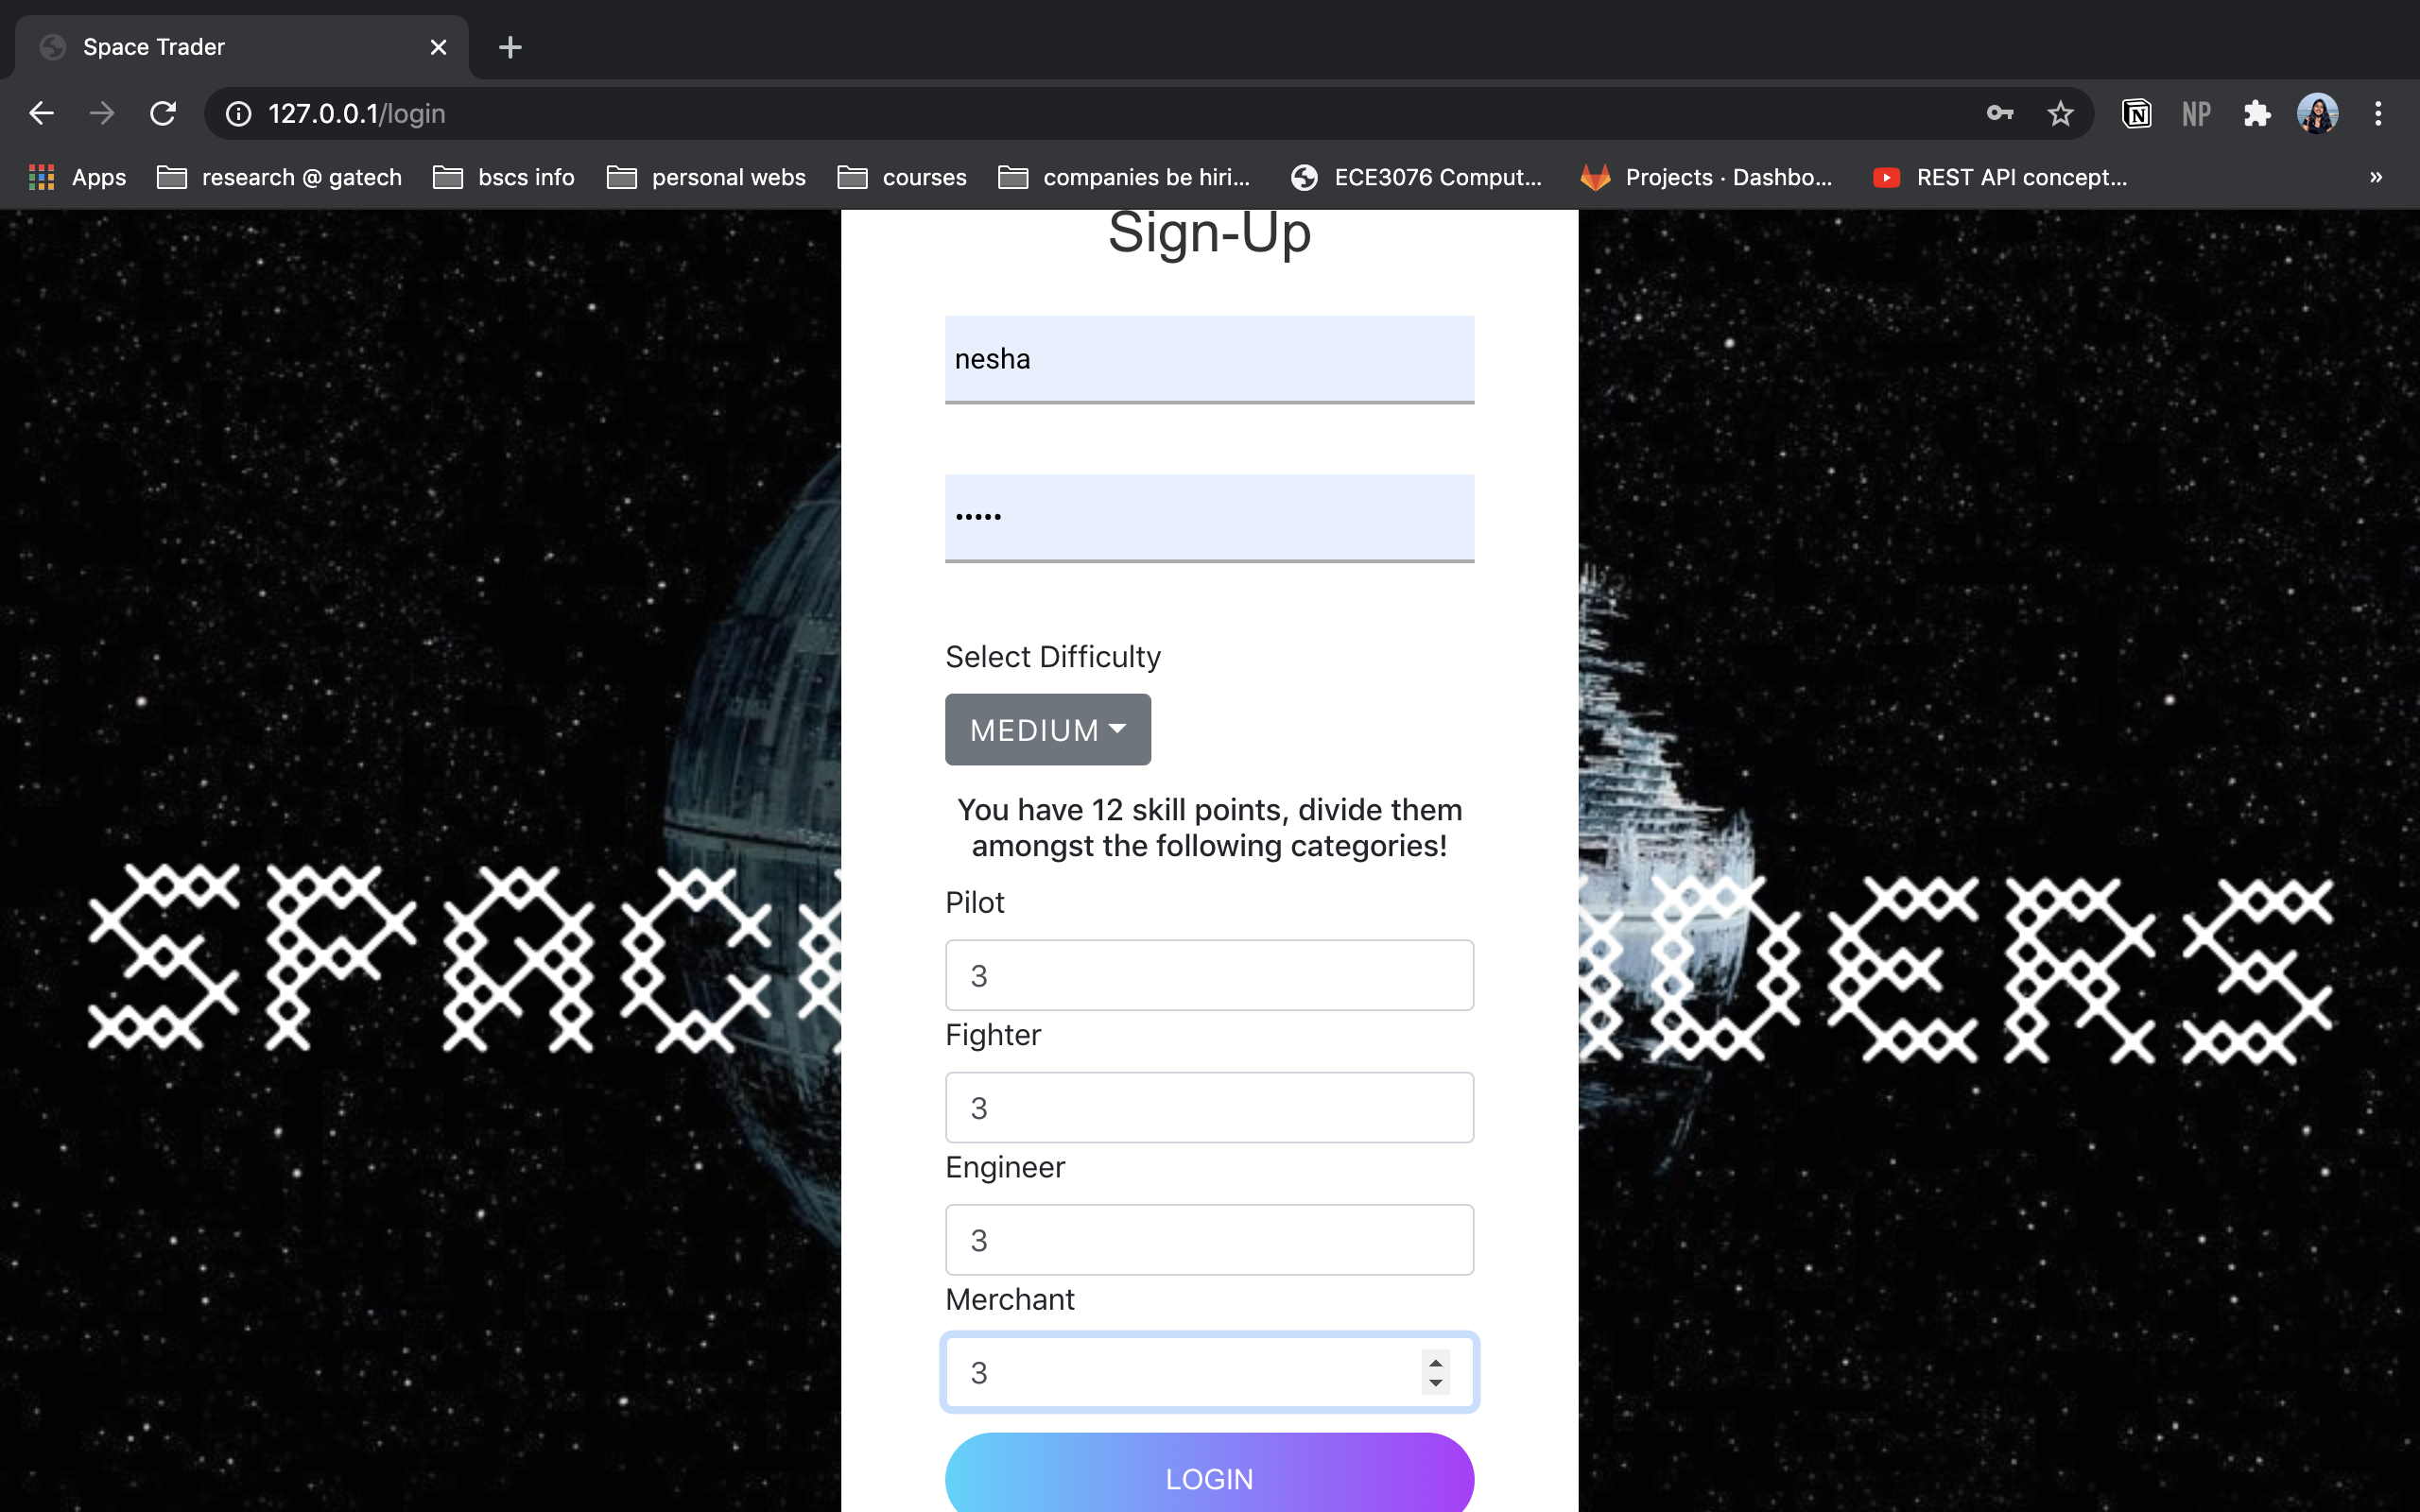 Space Trader
127.0.0.1/login
NP
Apps research @ gatech bscs info personal webs courses companies be hiri... ECE3076 Comput... Projects · Dashbo... REST API concept... »
Sign-Up
nesha
•••••
Select Difficulty
MEDIUM
You have 12 skill points, divide them
amongst the following categories!
Pilot
3
Fighter
3
Engineer
3
Merchant
3
LOGIN
SPAC
DERS